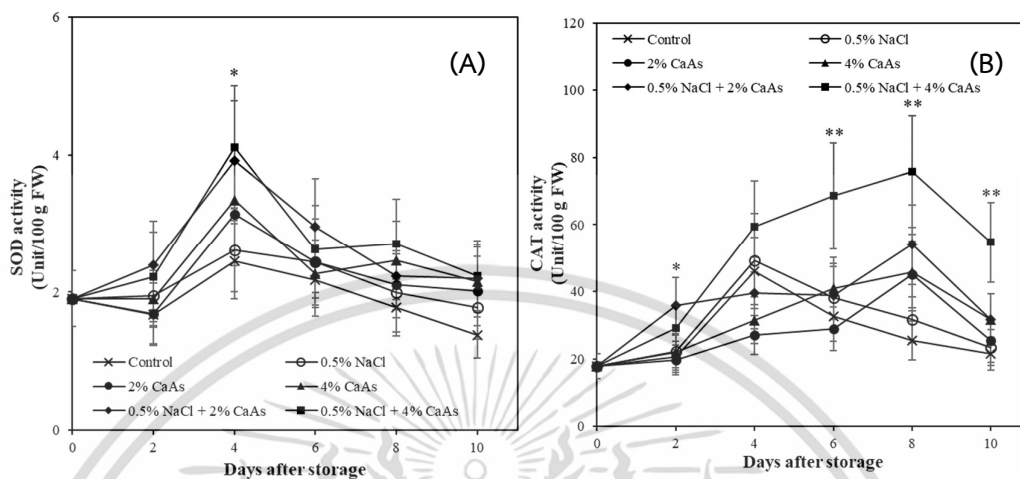 (A)
SOD activity
(Unit/100 g FW)
6
4
2
0
*
Control
0.5% NaCl
2% CaAs
4% CaAs
0.5% NaCl + 2% CaAs
0.5% NaCl + 4% CaAs
0 2 4 6 8 10
Days after storage
(B)
CAT activity
(Unit/100 g FW)
120
100
80
60
40
20
0
Control
0.5% NaCl
2% CaAs
4% CaAs
0.5% NaCl + 2% CaAs
0.5% NaCl + 4% CaAs
*
**
**
**
0 2 4 6 8 10
Days after storage